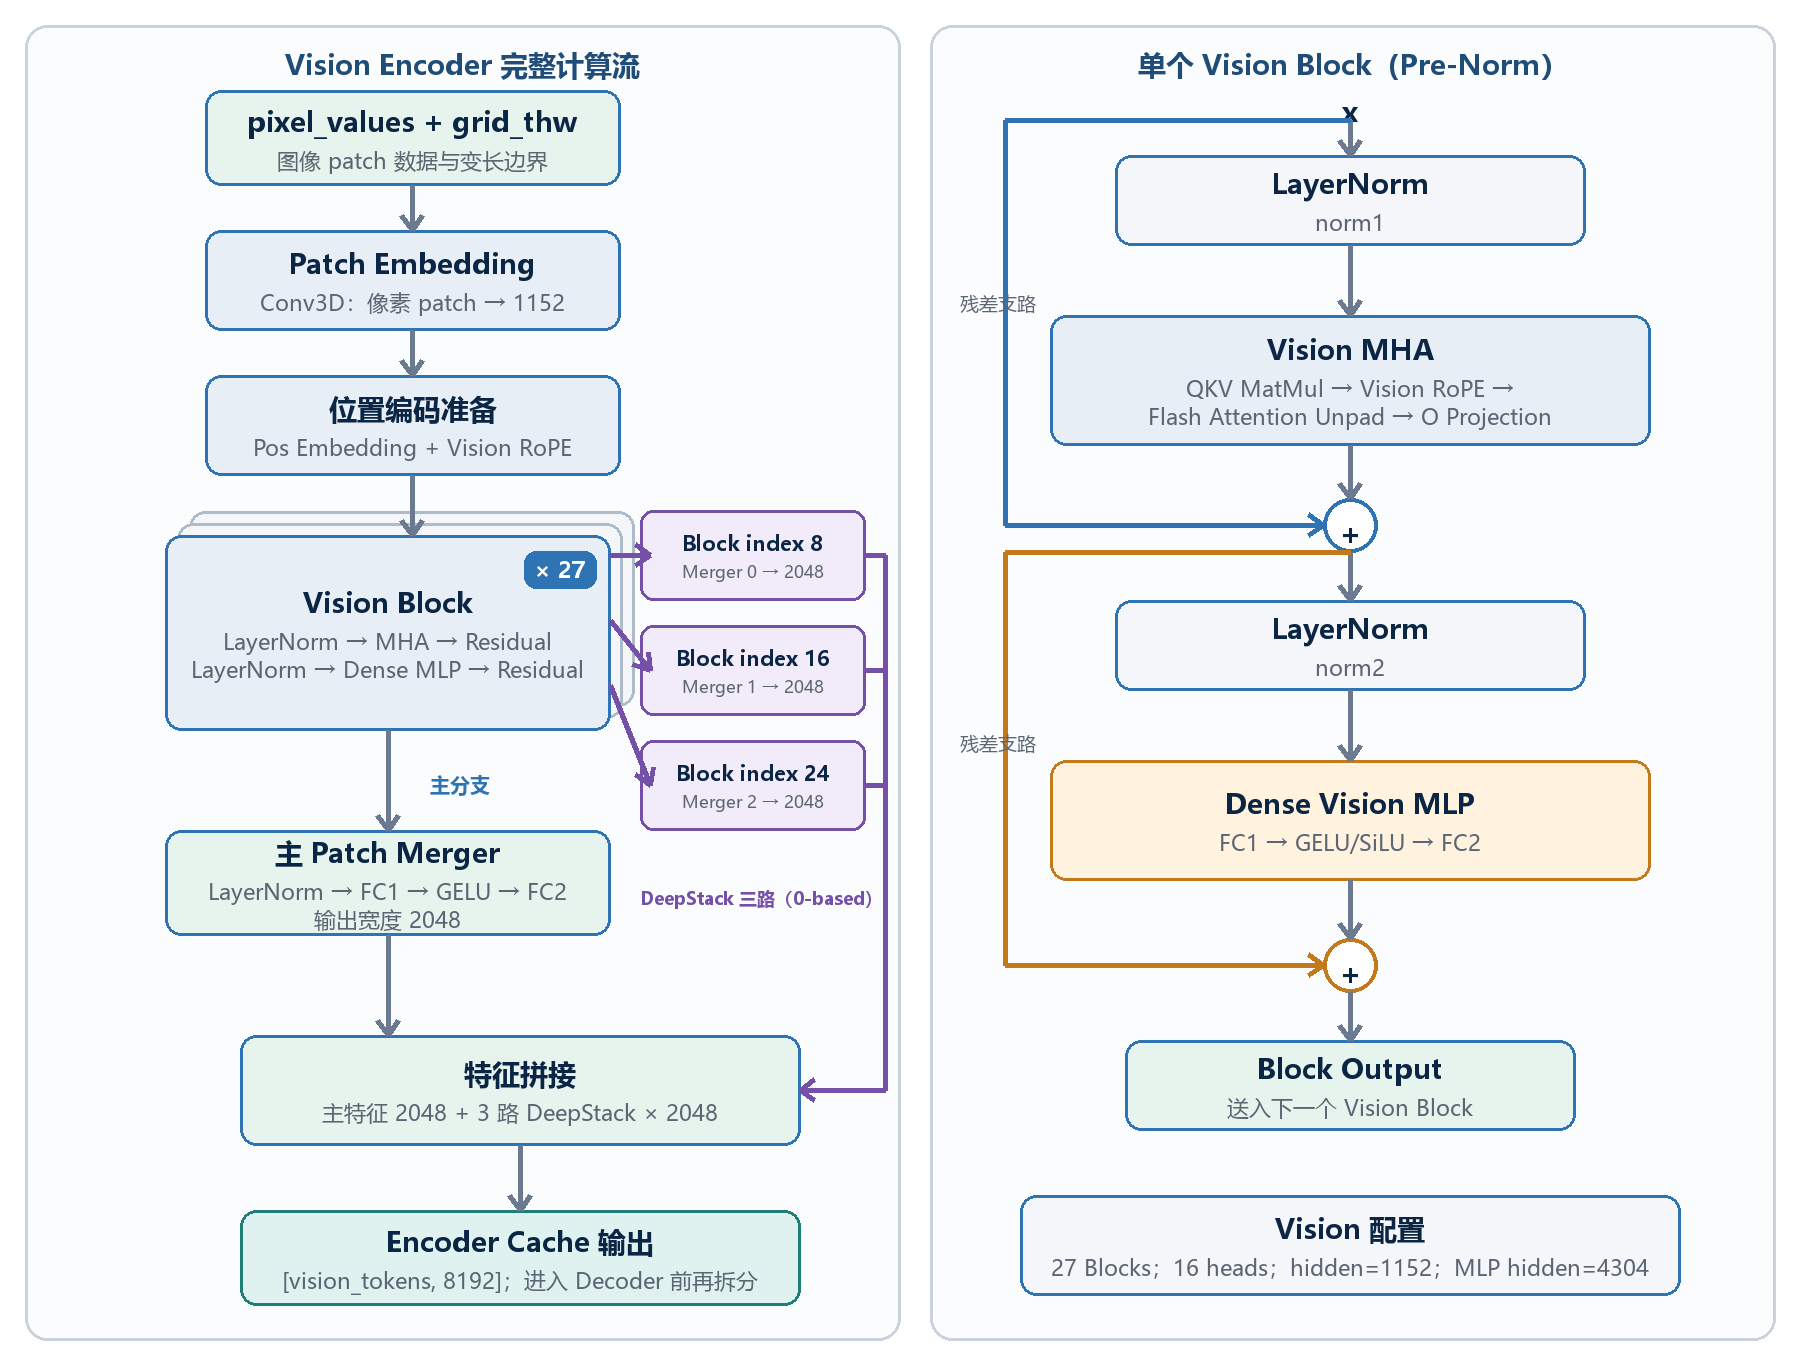 Vision Encoder 完整计算流
pixel_values + grid_thw
图像 patch 数据与变长边界
Patch Embedding
Conv3D：像素 patch → 1152
位置编码准备
Pos Embedding + Vision RoPE
× 27
Vision Block
LayerNorm → MHA → Residual
LayerNorm → Dense MLP → Residual
Block index 8
Merger 0 → 2048
Block index 16
Merger 1 → 2048
Block index 24
Merger 2 → 2048
主分支
主 Patch Merger
LayerNorm → FC1 → GELU → FC2
输出宽度 2048
DeepStack 三路（0-based）
特征拼接
主特征 2048 + 3 路 DeepStack × 2048
Encoder Cache 输出
[vision_tokens, 8192]；进入 Decoder 前再拆分
单个 Vision Block（Pre-Norm）
x
LayerNorm
norm1
残差支路
Vision MHA
QKV MatMul → Vision RoPE →
Flash Attention Unpad → O Projection
+
LayerNorm
norm2
残差支路
Dense Vision MLP
FC1 → GELU/SiLU → FC2
+
Block Output
送入下一个 Vision Block
Vision 配置
27 Blocks；16 heads；hidden=1152；MLP hidden=4304